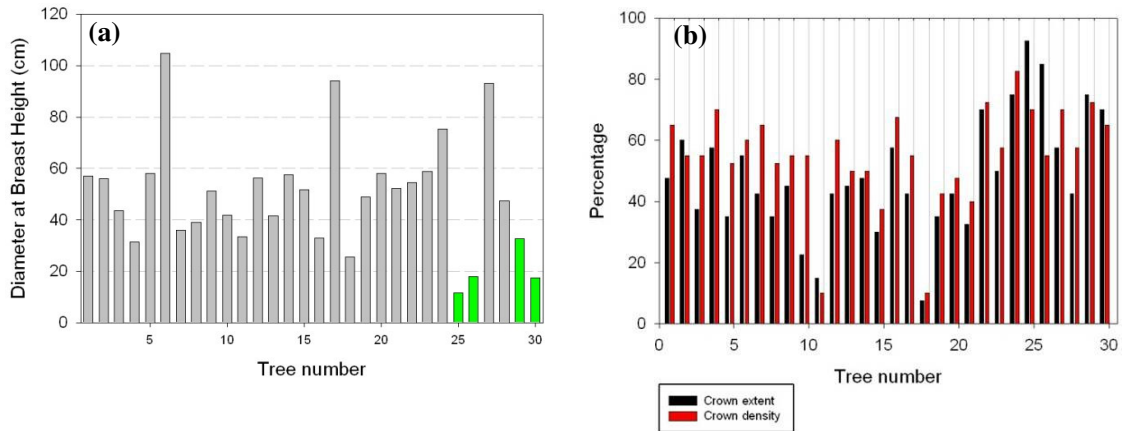 (a)
Diameter at Breast Height (cm)
120
100
80
60
40
20
0
5 10 15 20 25 30
Tree number
(b)
Percentage
100
80
60
40
20
0
0 5 10 15 20 25 30
Tree number
Crown extent
Crown density